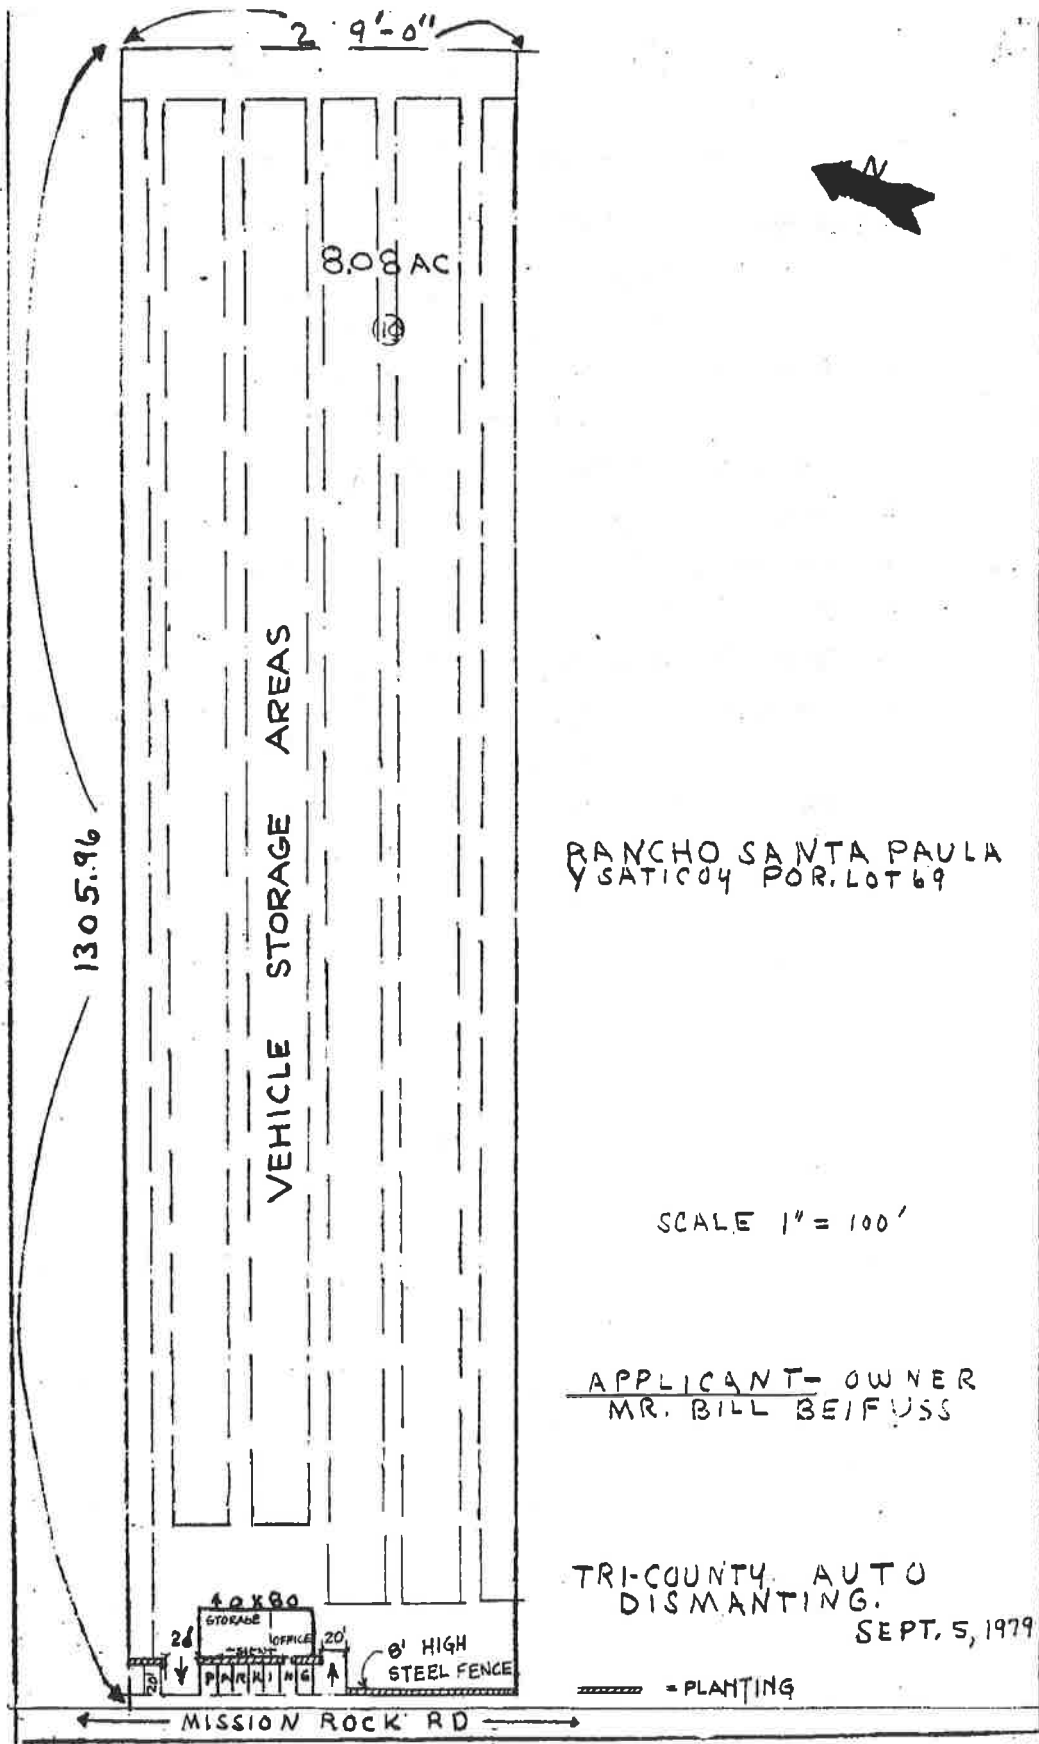 2 9'-0"
N
8.08 AC
10
VEHICLE STORAGE AREAS
1305.96
RANCHO SANTA PAULA
Y SATICOY POR. LOT 69
SCALE 1" = 100'
APPLICANT- OWNER
MR. BILL BEIFUSS
TRI-COUNTY AUTO
DISMANTING.
SEPT. 5, 1979
40 X 80
STORAGE
OFFICE
20'
20'
PARKING
8' HIGH
STEEL FENCE
= PLANTING
MISSION ROCK RD